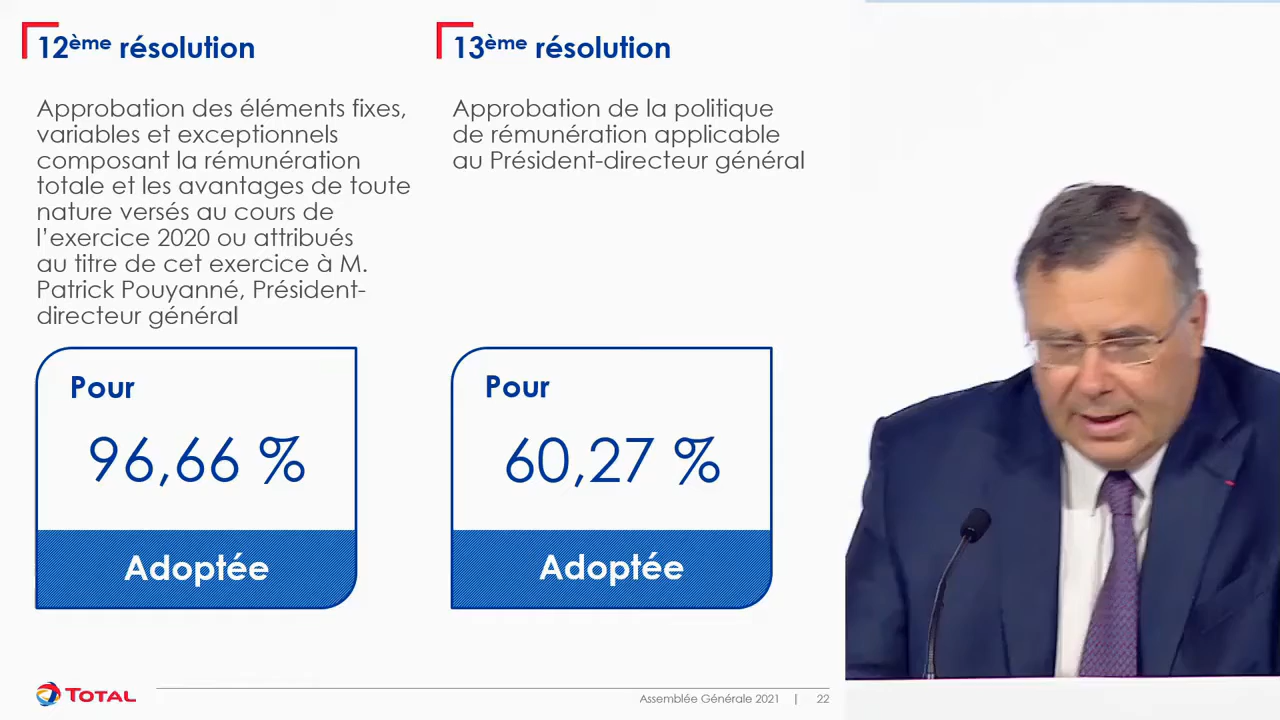 12ème résolution
Approbation des éléments fixes,
variables et exceptionnels
composant la rémunération
totale et les avantages de toute
nature versés au cours de
l'exercice 2020 ou attribués
au titre de cet exercice à M.
Patrick Pouyanné, Président-
directeur général
Pour
96,66 %
Adoptée
13ème résolution
Approbation de la politique
de rémunération applicable
au Président-directeur général
Pour
60,27 %
Adoptée
TOTAL
Assemblée Générale 2021 | 22